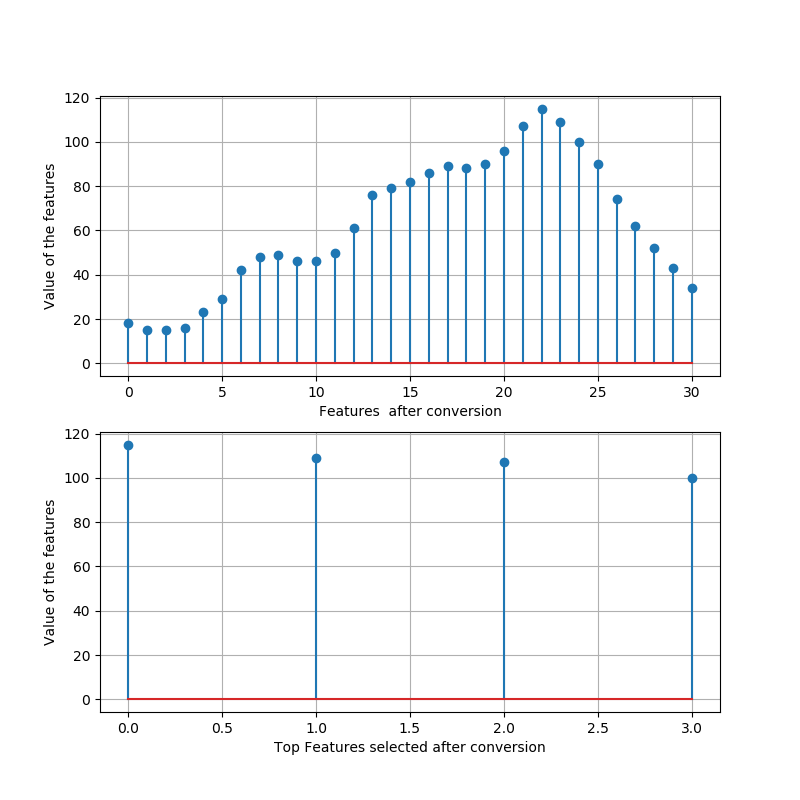 120
100
80
60
40
20
0
Value of the features
0 5 10 15 20 25 30
Features  after conversion
120
100
80
60
40
20
0
Value of the features
0.0 0.5 1.0 1.5 2.0 2.5 3.0
Top Features selected after conversion